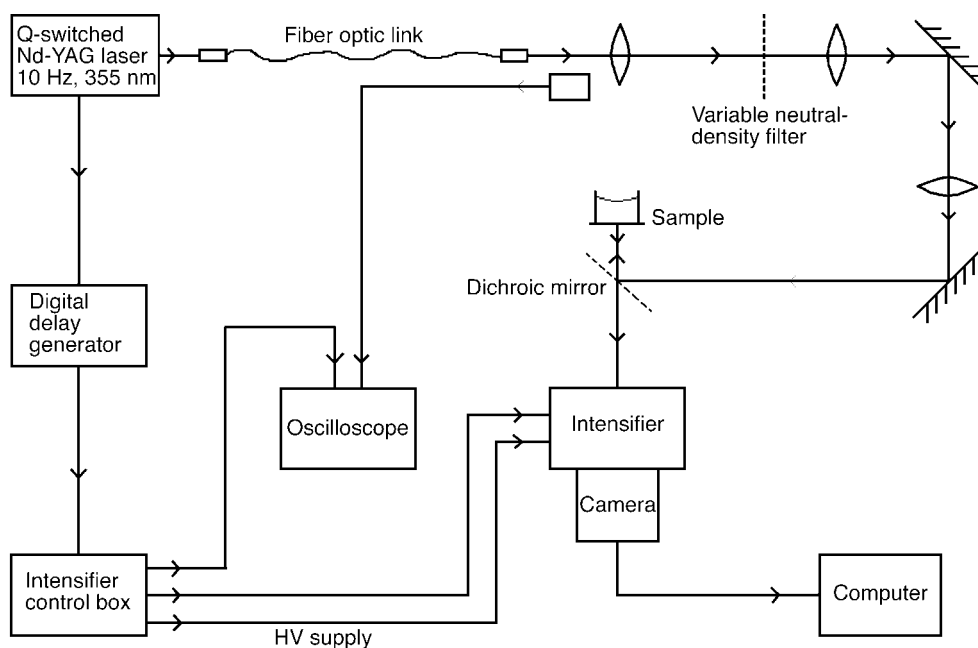 Q-switched
Nd-YAG laser
10 Hz, 355 nm
Fiber optic link
Variable neutral-
density filter
Sample
Dichroic mirror
Digital
delay
generator
Oscilloscope
Intensifier
Camera
Intensifier
control box
Computer
HV supply